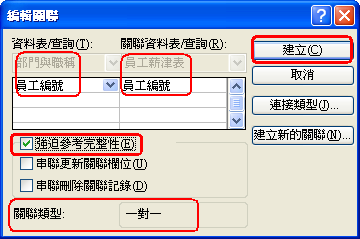 編輯關聯
資料表/查詢(T): 關聯資料表/查詢(R):
部門與職稱 員工薪津表
員工編號 員工編號
強迫參考完整性(E)
串聯更新關聯欄位(U)
串聯刪除關聯記錄(D)
關聯類型: 一對一
建立(C)
取消
連接類型(J)...
建立新的關聯(N)...